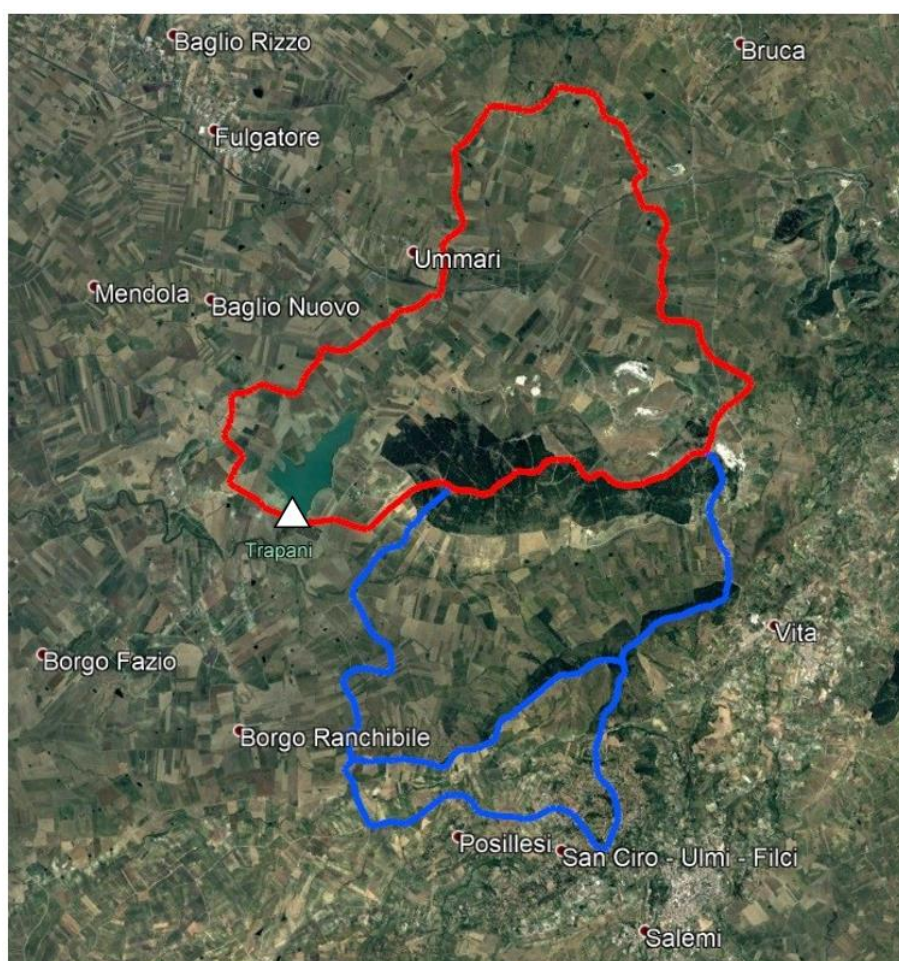 Baglio Rizzo
Bruca
Fulgatore
Ummari
Mendola
Baglio Nuovo
Trapani
Vita
Borgo Fazio
Borgo Ranchibile
Posillesi
San Ciro - Ulmi - Filci
Salemi